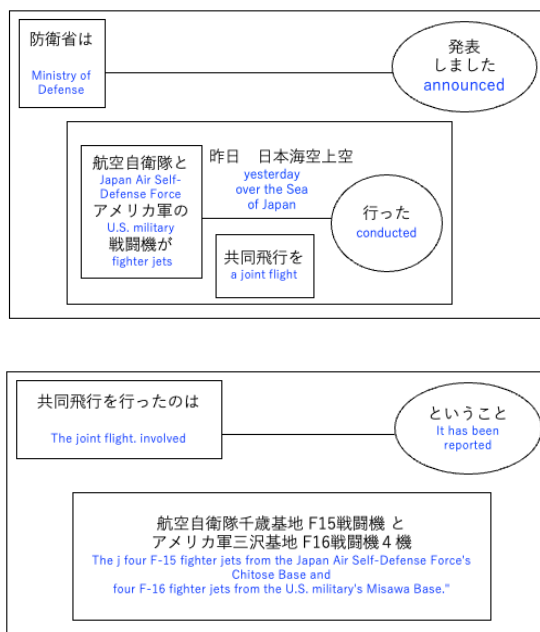 防衛省は
Ministry of
Defense
発表
しました
announced
航空自衛隊と
Japan Air Self-
Defense Force
アメリカ軍の
U.S. military
戦闘機が
fighter jets
昨日　日本海空上空
yesterday
over the Sea
of Japan
共同飛行を
a joint flight
行った
conducted
共同飛行を行ったのは
The joint flight. involved
ということ
It has been
reported
航空自衛隊千歳基地 F15戦闘機 と
アメリカ軍三沢基地 F16戦闘機４機
The j four F-15 fighter jets from the Japan Air Self-Defense Force's
Chitose Base and
four F-16 fighter jets from the U.S. military's Misawa Base."